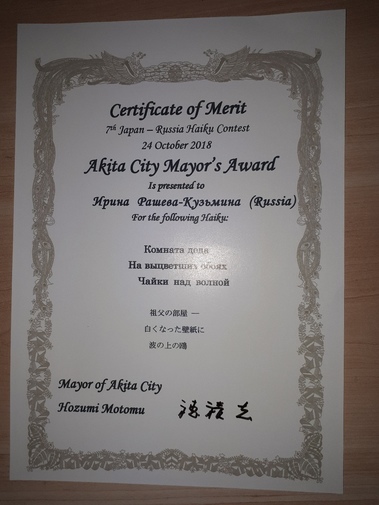 Certificate of Merit
7th Japan – Russia Haiku Contest
24 October 2018
Akita City Mayor's Award
Is presented to
Ирина Рашева-Кузьмина (Russia)
For the following Haiku:
Комната деда
На выцветших обоях
Чайки над волной
祖父の部屋 —
白くなった壁紙に
波の上の鴎
Mayor of Akita City
Hozumi Motomu 穂積 志